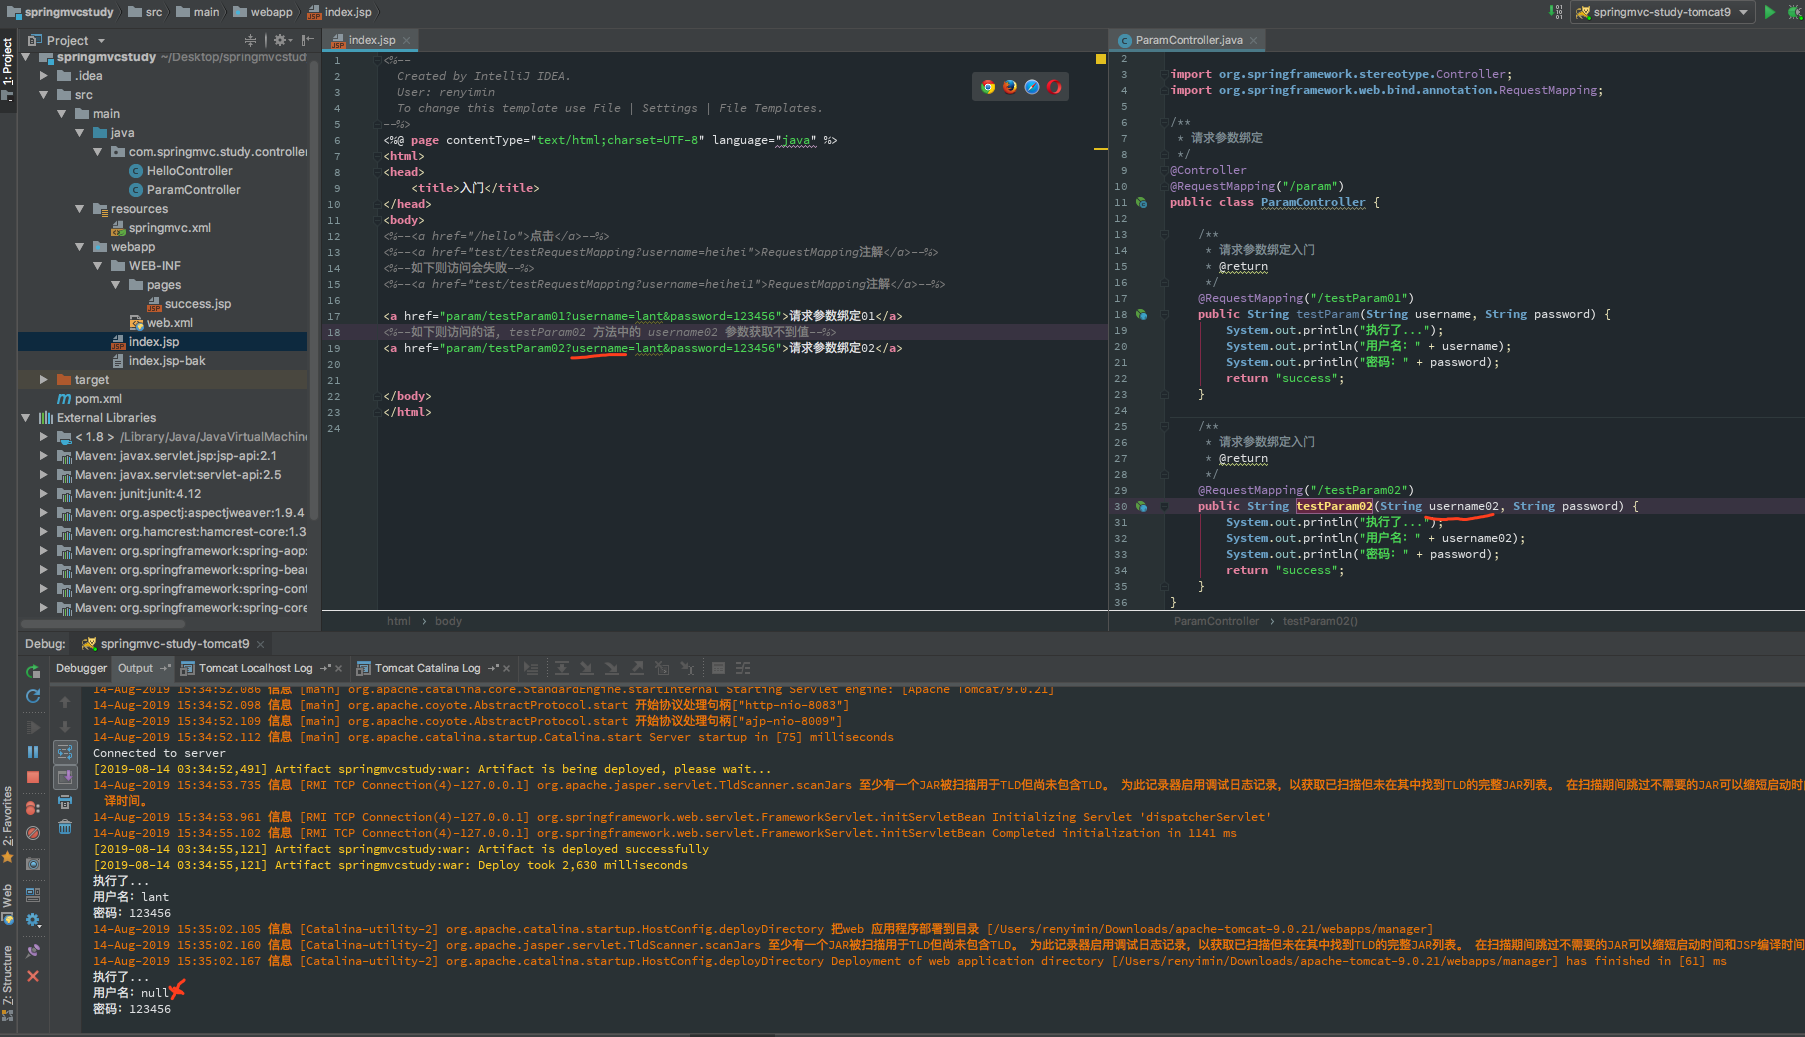 springmvcstudy src main webapp index.jsp
springmvc-study-tomcat9
1: Project
Project
springmvcstudy ~/Desktop/springmvcstud
.idea
src
main
java
com.springmvc.study.controller
HelloController
ParamController
resources
springmvc.xml
webapp
WEB-INF
pages
success.jsp
web.xml
index.jsp
index.jsp-bak
target
pom.xml
External Libraries
< 1.8 > /Library/Java/JavaVirtualMachin
Maven: javax.servlet.jsp:jsp-api:2.1
Maven: javax.servlet:servlet-api:2.5
Maven: junit:junit:4.12
Maven: org.aspectj:aspectjweaver:1.9.4
Maven: org.hamcrest:hamcrest-core:1.3
Maven: org.springframework:spring-aop:
Maven: org.springframework:spring-bea
Maven: org.springframework:spring-cont
Maven: org.springframework:spring-core
index.jsp
1 <%--
2 Created by IntelliJ IDEA.
3 User: renyimin
4 To change this template use File | Settings | File Templates.
5 --%>
6 <%@ page contentType="text/html;charset=UTF-8" language="java" %>
7 <html>
8 <head>
9 <title>入门</title>
10 </head>
11 <body>
12 <%--<a href="/hello">点击</a>--%>
13 <%--<a href="test/testRequestMapping?username=heihei">RequestMapping注解</a>--%>
14 <%--如下则访问会失败--%>
15 <%--<a href="test/testRequestMapping?username=heihei1">RequestMapping注解</a>--%>
16
17 <a href="param/testParam01?username=lant&password=123456">请求参数绑定01</a>
18 <%--如下则访问的话, testParam02 方法中的 username02 参数获取不到值--%>
19 <a href="param/testParam02?username=lant&password=123456">请求参数绑定02</a>
20
21
22 </body>
23 </html>
24
html › body
ParamController.java
2
3 import org.springframework.stereotype.Controller;
4 import org.springframework.web.bind.annotation.RequestMapping;
5
6 /**
7 * 请求参数绑定
8 */
9 @Controller
10 @RequestMapping("/param")
11 public class ParamController {
12
13 /**
14 * 请求参数绑定入门
15 * @return
16 */
17 @RequestMapping("/testParam01")
18 public String testParam(String username, String password) {
19 System.out.println("执行了...");
20 System.out.println("用户名: " + username);
21 System.out.println("密码: " + password);
22 return "success";
23 }
24
25 /**
26 * 请求参数绑定入门
27 * @return
28 */
29 @RequestMapping("/testParam02")
30 public String testParam02(String username02, String password) {
31 System.out.println("执行了...");
32 System.out.println("用户名: " + username02);
33 System.out.println("密码: " + password);
34 return "success";
35 }
36 }
ParamController › testParam02()
Debug: springmvc-study-tomcat9
Debugger Output Tomcat Localhost Log Tomcat Catalina Log
14-Aug-2019 15:34:52.086 信息 [main] org.apache.catalina.core.StandardEngine.startInternal Starting Servlet engine: [Apache Tomcat/9.0.21]
14-Aug-2019 15:34:52.098 信息 [main] org.apache.coyote.AbstractProtocol.start 开始协议处理句柄["http-nio-8083"]
14-Aug-2019 15:34:52.109 信息 [main] org.apache.coyote.AbstractProtocol.start 开始协议处理句柄["ajp-nio-8009"]
14-Aug-2019 15:34:52.112 信息 [main] org.apache.catalina.startup.Catalina.start Server startup in [75] milliseconds
Connected to server
[2019-08-14 03:34:52,491] Artifact springmvcstudy:war: Artifact is being deployed, please wait...
14-Aug-2019 15:34:53.735 信息 [RMI TCP Connection(4)-127.0.0.1] org.apache.jasper.servlet.TldScanner.scanJars 至少有一个JAR被扫描用于TLD但尚未包含TLD。 为此记录器启用调试日志记录, 以获取已扫描但未在其中找到TLD的完整JAR列表。 在扫描期间跳过不需要的JAR可以缩短启动时间
译时间。
14-Aug-2019 15:34:53.961 信息 [RMI TCP Connection(4)-127.0.0.1] org.springframework.web.servlet.FrameworkServlet.initServletBean Initializing Servlet 'dispatcherServlet'
14-Aug-2019 15:34:55.102 信息 [RMI TCP Connection(4)-127.0.0.1] org.springframework.web.servlet.FrameworkServlet.initServletBean Completed initialization in 1141 ms
[2019-08-14 03:34:55,121] Artifact springmvcstudy:war: Artifact is deployed successfully
[2019-08-14 03:34:55,121] Artifact springmvcstudy:war: Deploy took 2,630 milliseconds
执行了...
用户名: lant
密码: 123456
14-Aug-2019 15:35:02.105 信息 [Catalina-utility-2] org.apache.catalina.startup.HostConfig.deployDirectory 把web 应用程序部署到目录 [/Users/renyimin/Downloads/apache-tomcat-9.0.21/webapps/manager]
14-Aug-2019 15:35:02.160 信息 [Catalina-utility-2] org.apache.jasper.servlet.TldScanner.scanJars 至少有一个JAR被扫描用于TLD但尚未包含TLD。 为此记录器启用调试日志记录, 以获取已扫描但未在其中找到TLD的完整JAR列表。 在扫描期间跳过不需要的JAR可以缩短启动时间和JSP编译时间
14-Aug-2019 15:35:02.167 信息 [Catalina-utility-2] org.apache.catalina.startup.HostConfig.deployDirectory Deployment of web application directory [/Users/renyimin/Downloads/apache-tomcat-9.0.21/webapps/manager] has finished in [61] ms
执行了...
用户名: null
密码: 123456
2: Favorites
Web
7: Structure